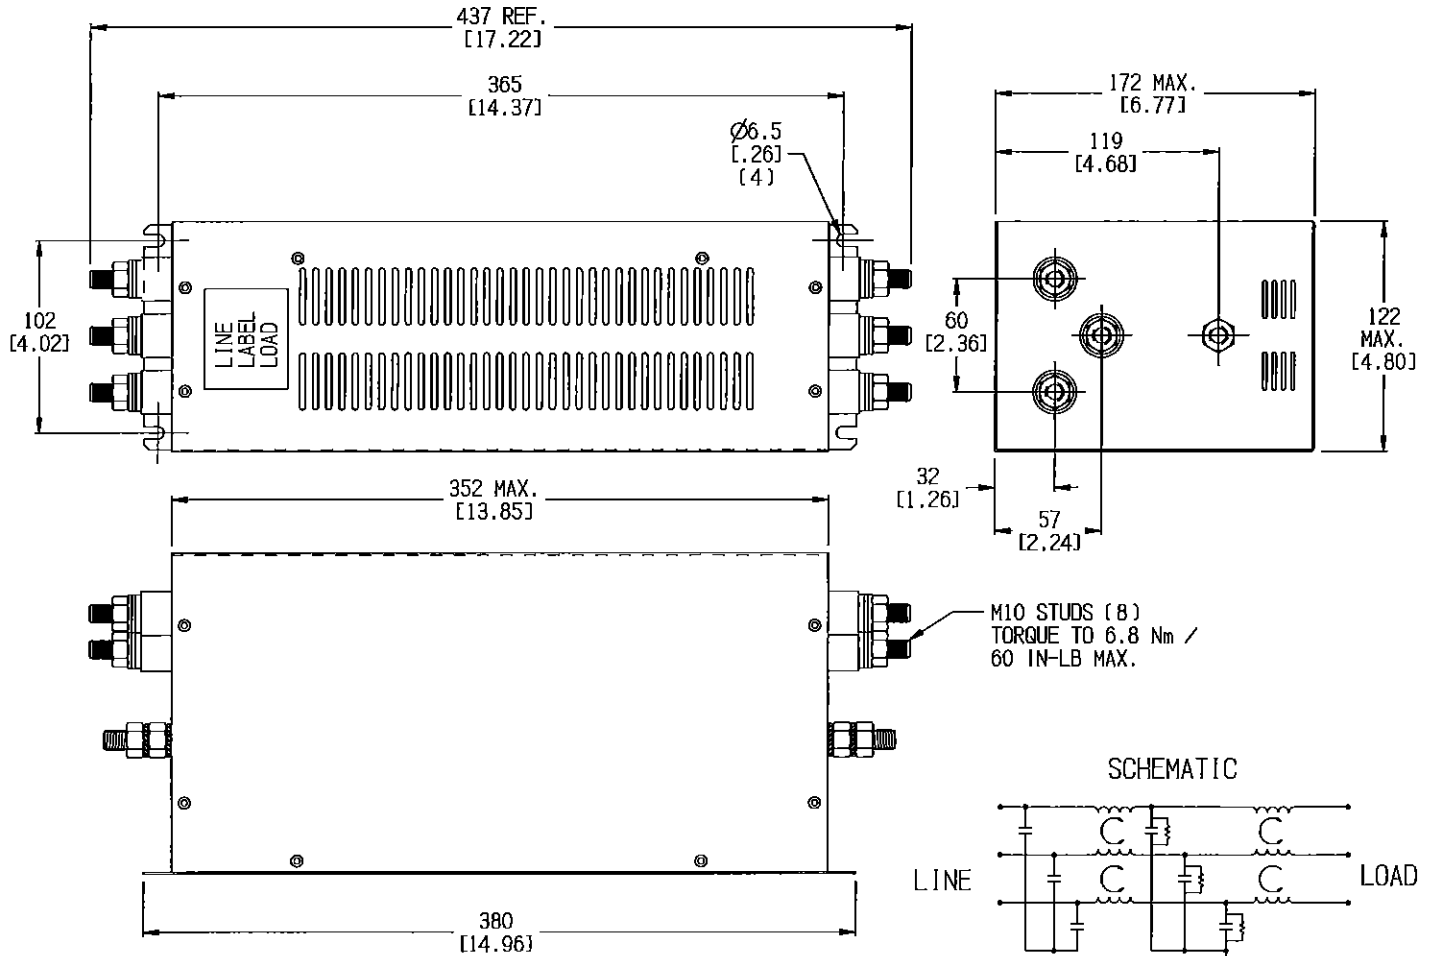 437 REF.
[17.22]
365
[14.37]
Ø6.5
[.26]
(4)
172 MAX.
[6.77]
119
[4.68]
102
[4.02]
LINE
LABEL
LOAD
60
[2.36]
122
MAX.
[4.80]
32
[1.26]
57
[2.24]
352 MAX.
[13.85]
M10 STUDS (8)
TORQUE TO 6.8 Nm /
60 IN-LB MAX.
380
[14.96]
SCHEMATIC
LINE
LOAD